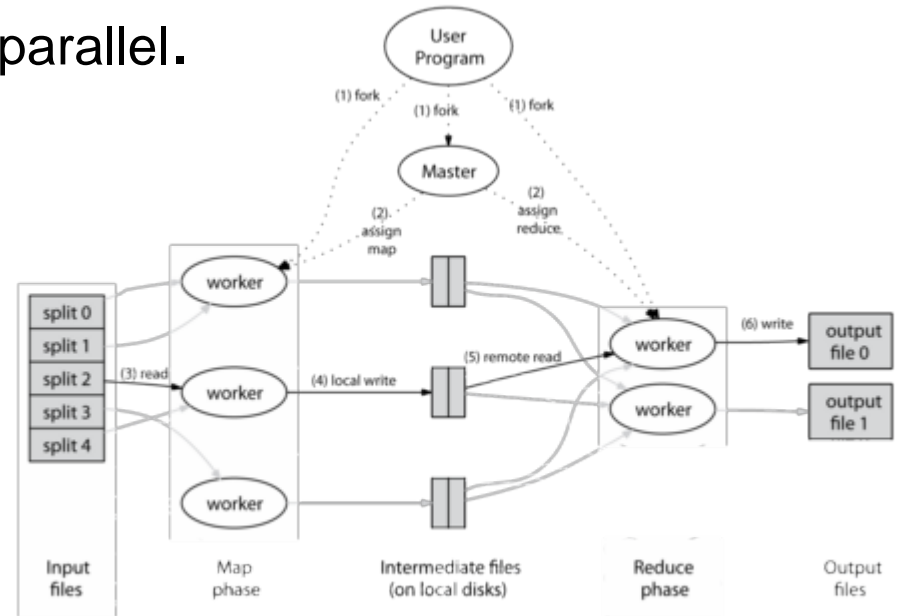 parallel.
User
Program
(1) fork
(1) fork
(1) fork
Master
(2)
assign
map
(2)
assign
reduce
worker
split 0
split 1
split 2
split 3
split 4
(3) read
worker
(4) local write
worker
(5) remote read
worker
worker
(6) write
output
file 0
output
file 1
Input
files
Map
phase
Intermediate files
(on local disks)
Reduce
phase
Output
files